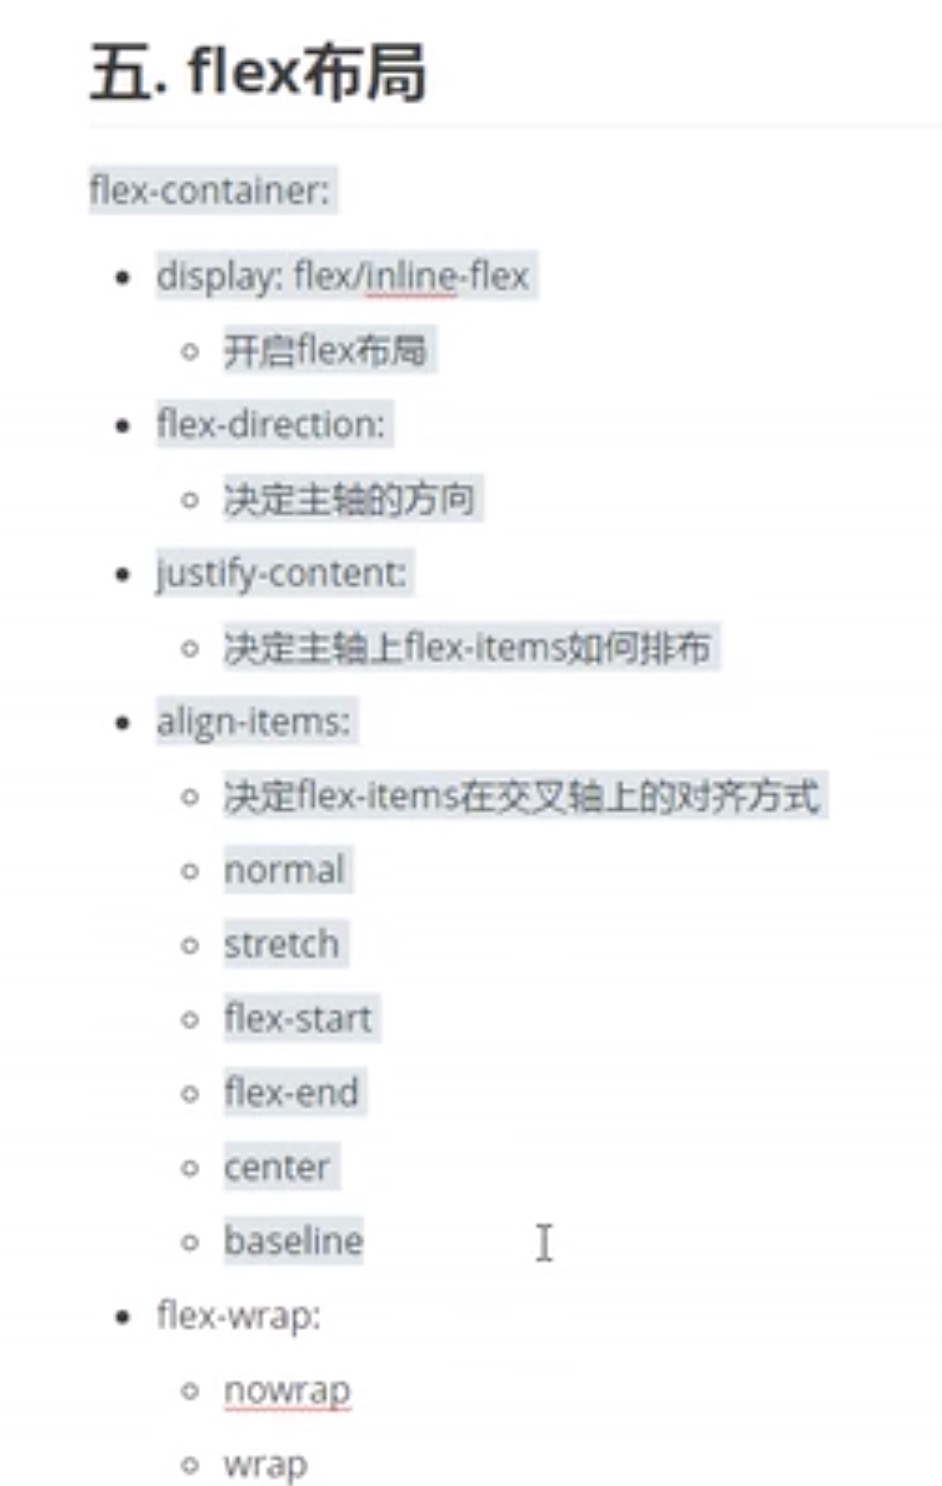 五. flex布局
flex-container:
display: flex/inline-flex
开启flex布局
flex-direction:
决定主轴的方向
justify-content:
决定主轴上flex-items如何排布
align-items:
决定flex-items在交叉轴上的对齐方式
normal
stretch
flex-start
flex-end
center
baseline
flex-wrap:
nowrap
wrap